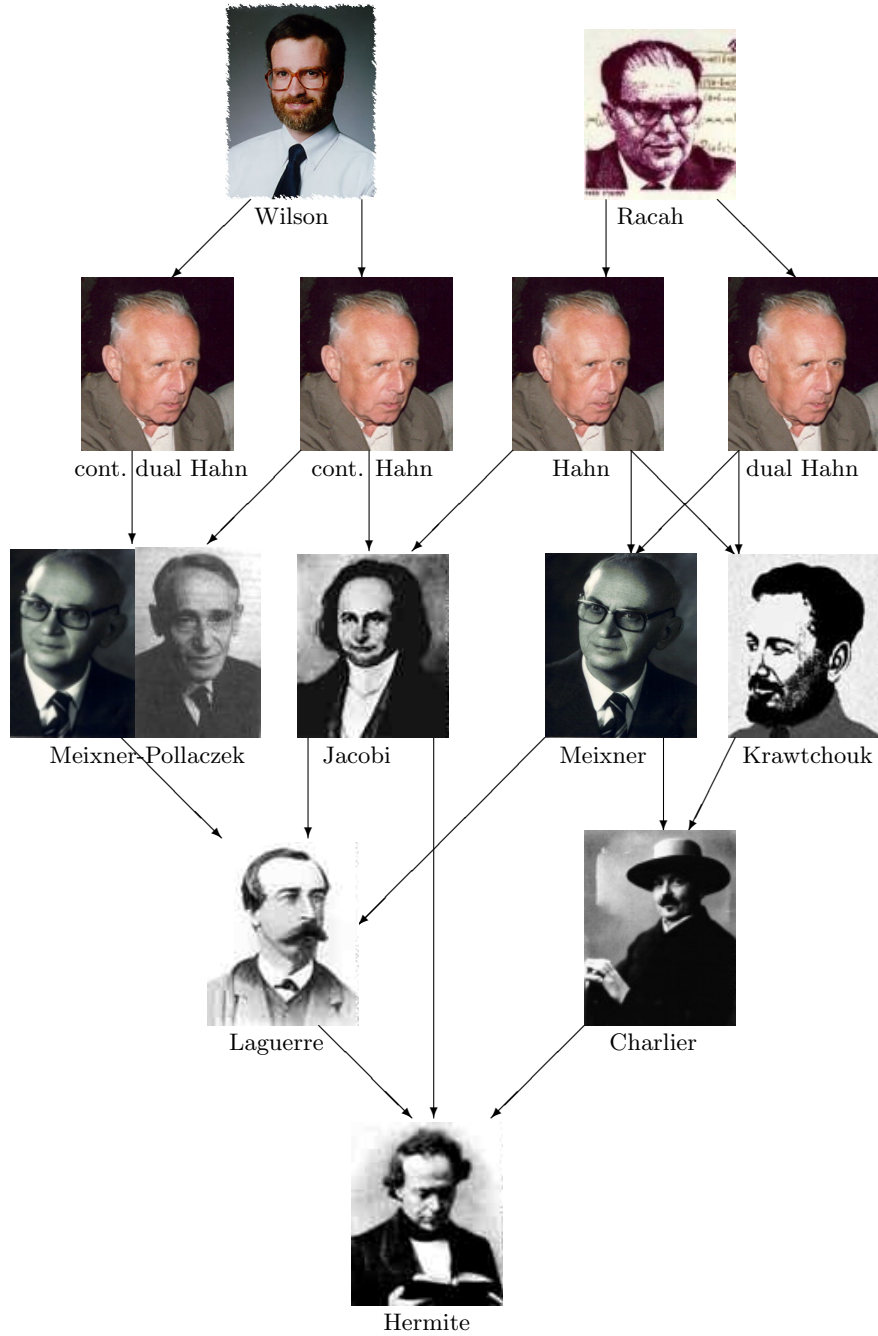 Wilson
Racah
cont. dual Hahn
cont. Hahn
Hahn
dual Hahn
Meixner-Pollaczek
Jacobi
Meixner
Krawtchouk
Laguerre
Charlier
Hermite